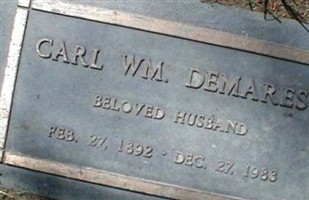 CARL WM. DEMARES
BELOVED HUSBAND
FEB. 27, 1892 - DEC. 27, 1983